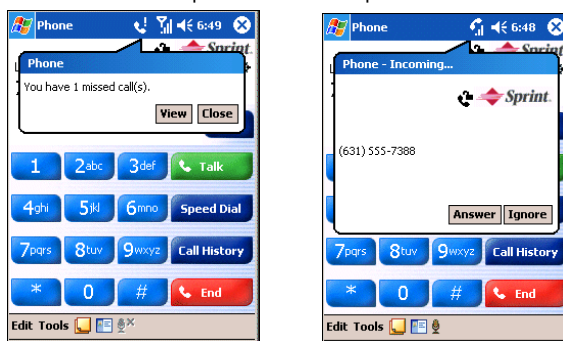 Phone 6:49
Sprint
Phone
You have 1 missed call(s).
View Close
1 2abc 3def Talk
4ghi 5jkl 6mno Speed Dial
7pqrs 8tuv 9wxyz Call History
* 0 # End
Edit Tools
Phone 6:48
Sprint
Phone - Incoming...
Sprint.
(631) 555-7388
Answer Ignore
7pqrs 8tuv 9wxyz Call History
* 0 # End
Edit Tools